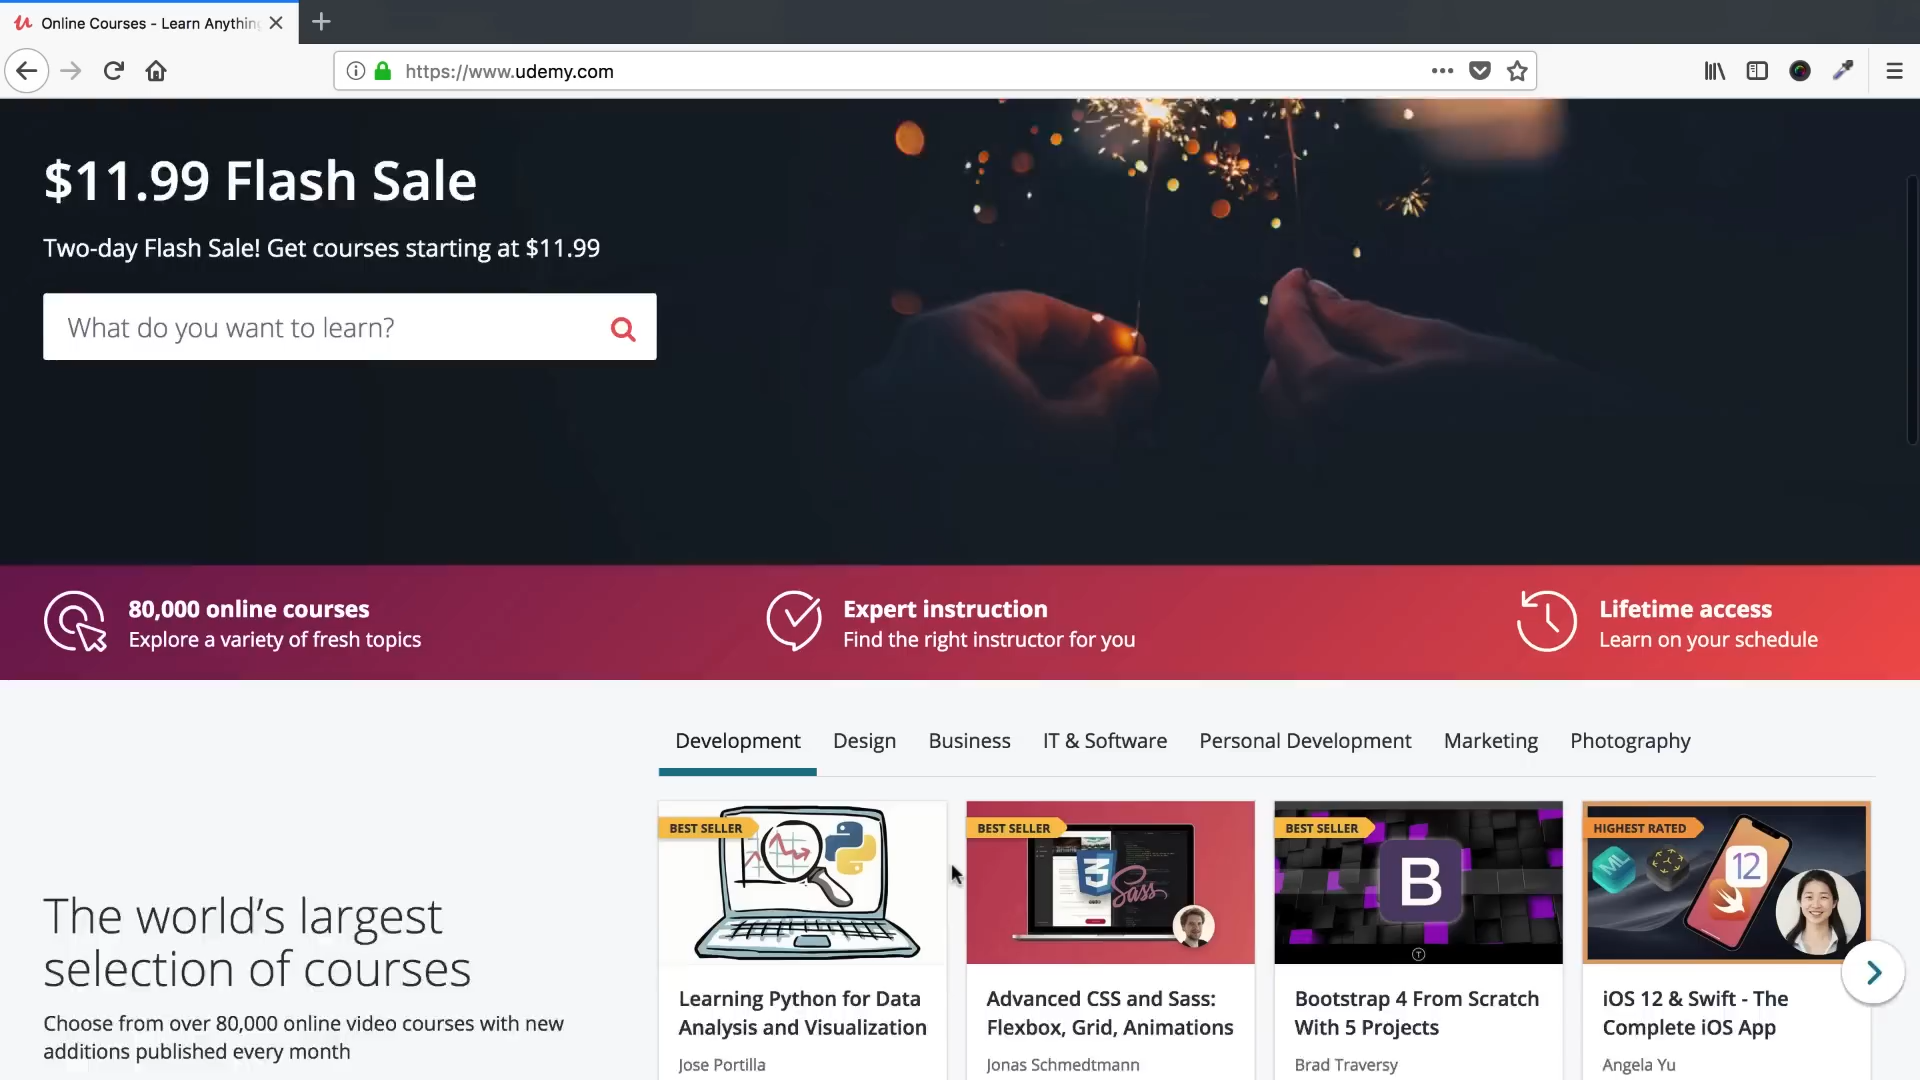 Online Courses - Learn Anything
https://www.udemy.com
$11.99 Flash Sale
Two-day Flash Sale! Get courses starting at $11.99
What do you want to learn?
80,000 online courses
Explore a variety of fresh topics
Expert instruction
Find the right instructor for you
Lifetime access
Learn on your schedule
Development Design Business IT & Software Personal Development Marketing Photography
The world's largest
selection of courses
Choose from over 80,000 online video courses with new
additions published every month
BEST SELLER
Learning Python for Data
Analysis and Visualization
Jose Portilla
BEST SELLER
3
Sass
Advanced CSS and Sass:
Flexbox, Grid, Animations
Jonas Schmedtmann
BEST SELLER
B
Bootstrap 4 From Scratch
With 5 Projects
Brad Traversy
HIGHEST RATED
ML
12
iOS 12 & Swift - The
Complete iOS App
Angela Yu